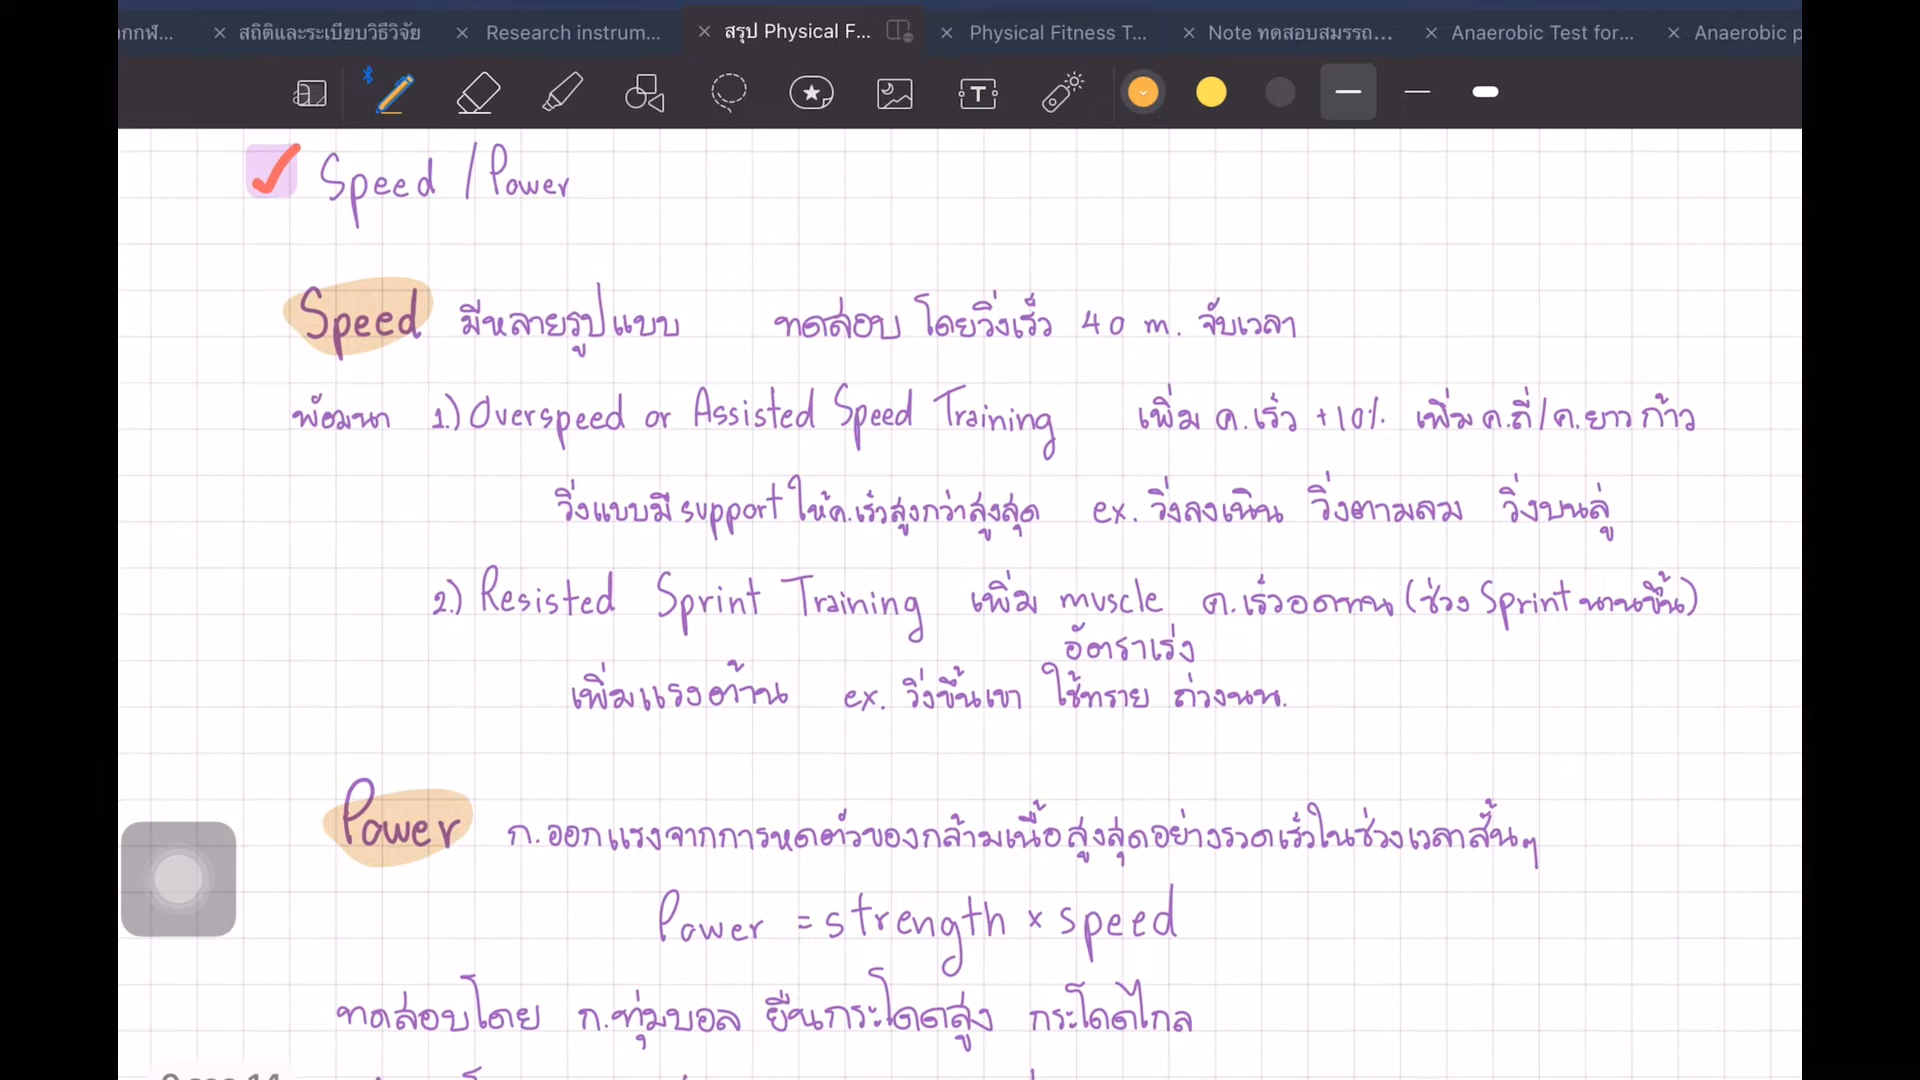 อกกฬ็...
สถิติและระเบียบวิธีวิจัย
Research instrum...
สรุป Physical F...
Physical Fitness T...
Note ทดสอบสมรรถ...
Anaerobic Test for...
Anaerobic p
Speed / Power
Speed มีหลายรูปแบบ ทดสอบ โดยวิ่งเร็ว 40 m. จับเวลา
พัฒนา 1.) Overspeed or Assisted Speed Training เพิ่ม ค.เร็ว +10% เพิ่ม ค.ถี่/ค.ยาว ก้าว
วิ่งแบบมี support ให้ค.เร็วสูงกว่าสูงสุด ex. วิ่งลงเนิน วิ่งตามลม วิ่งบนลู่
2.) Resisted Sprint Training เพิ่ม muscle ค.เร็วอดทน (ช่วง Sprint นานขึ้น)
อัตราเร่ง
เพิ่มแรงต้าน ex. วิ่งขึ้นเขา ใช้ทราย ถ่วงนน.
Power ก.ออกแรงจากการหดตัวของกล้ามเนื้อสูงสุดอย่างรวดเร็วในช่วงเวลาสั้นๆ
Power = strength × speed
ทดสอบโดย ก.ทุ่มบอล ยืนกระโดดสูง กระโดดไกล